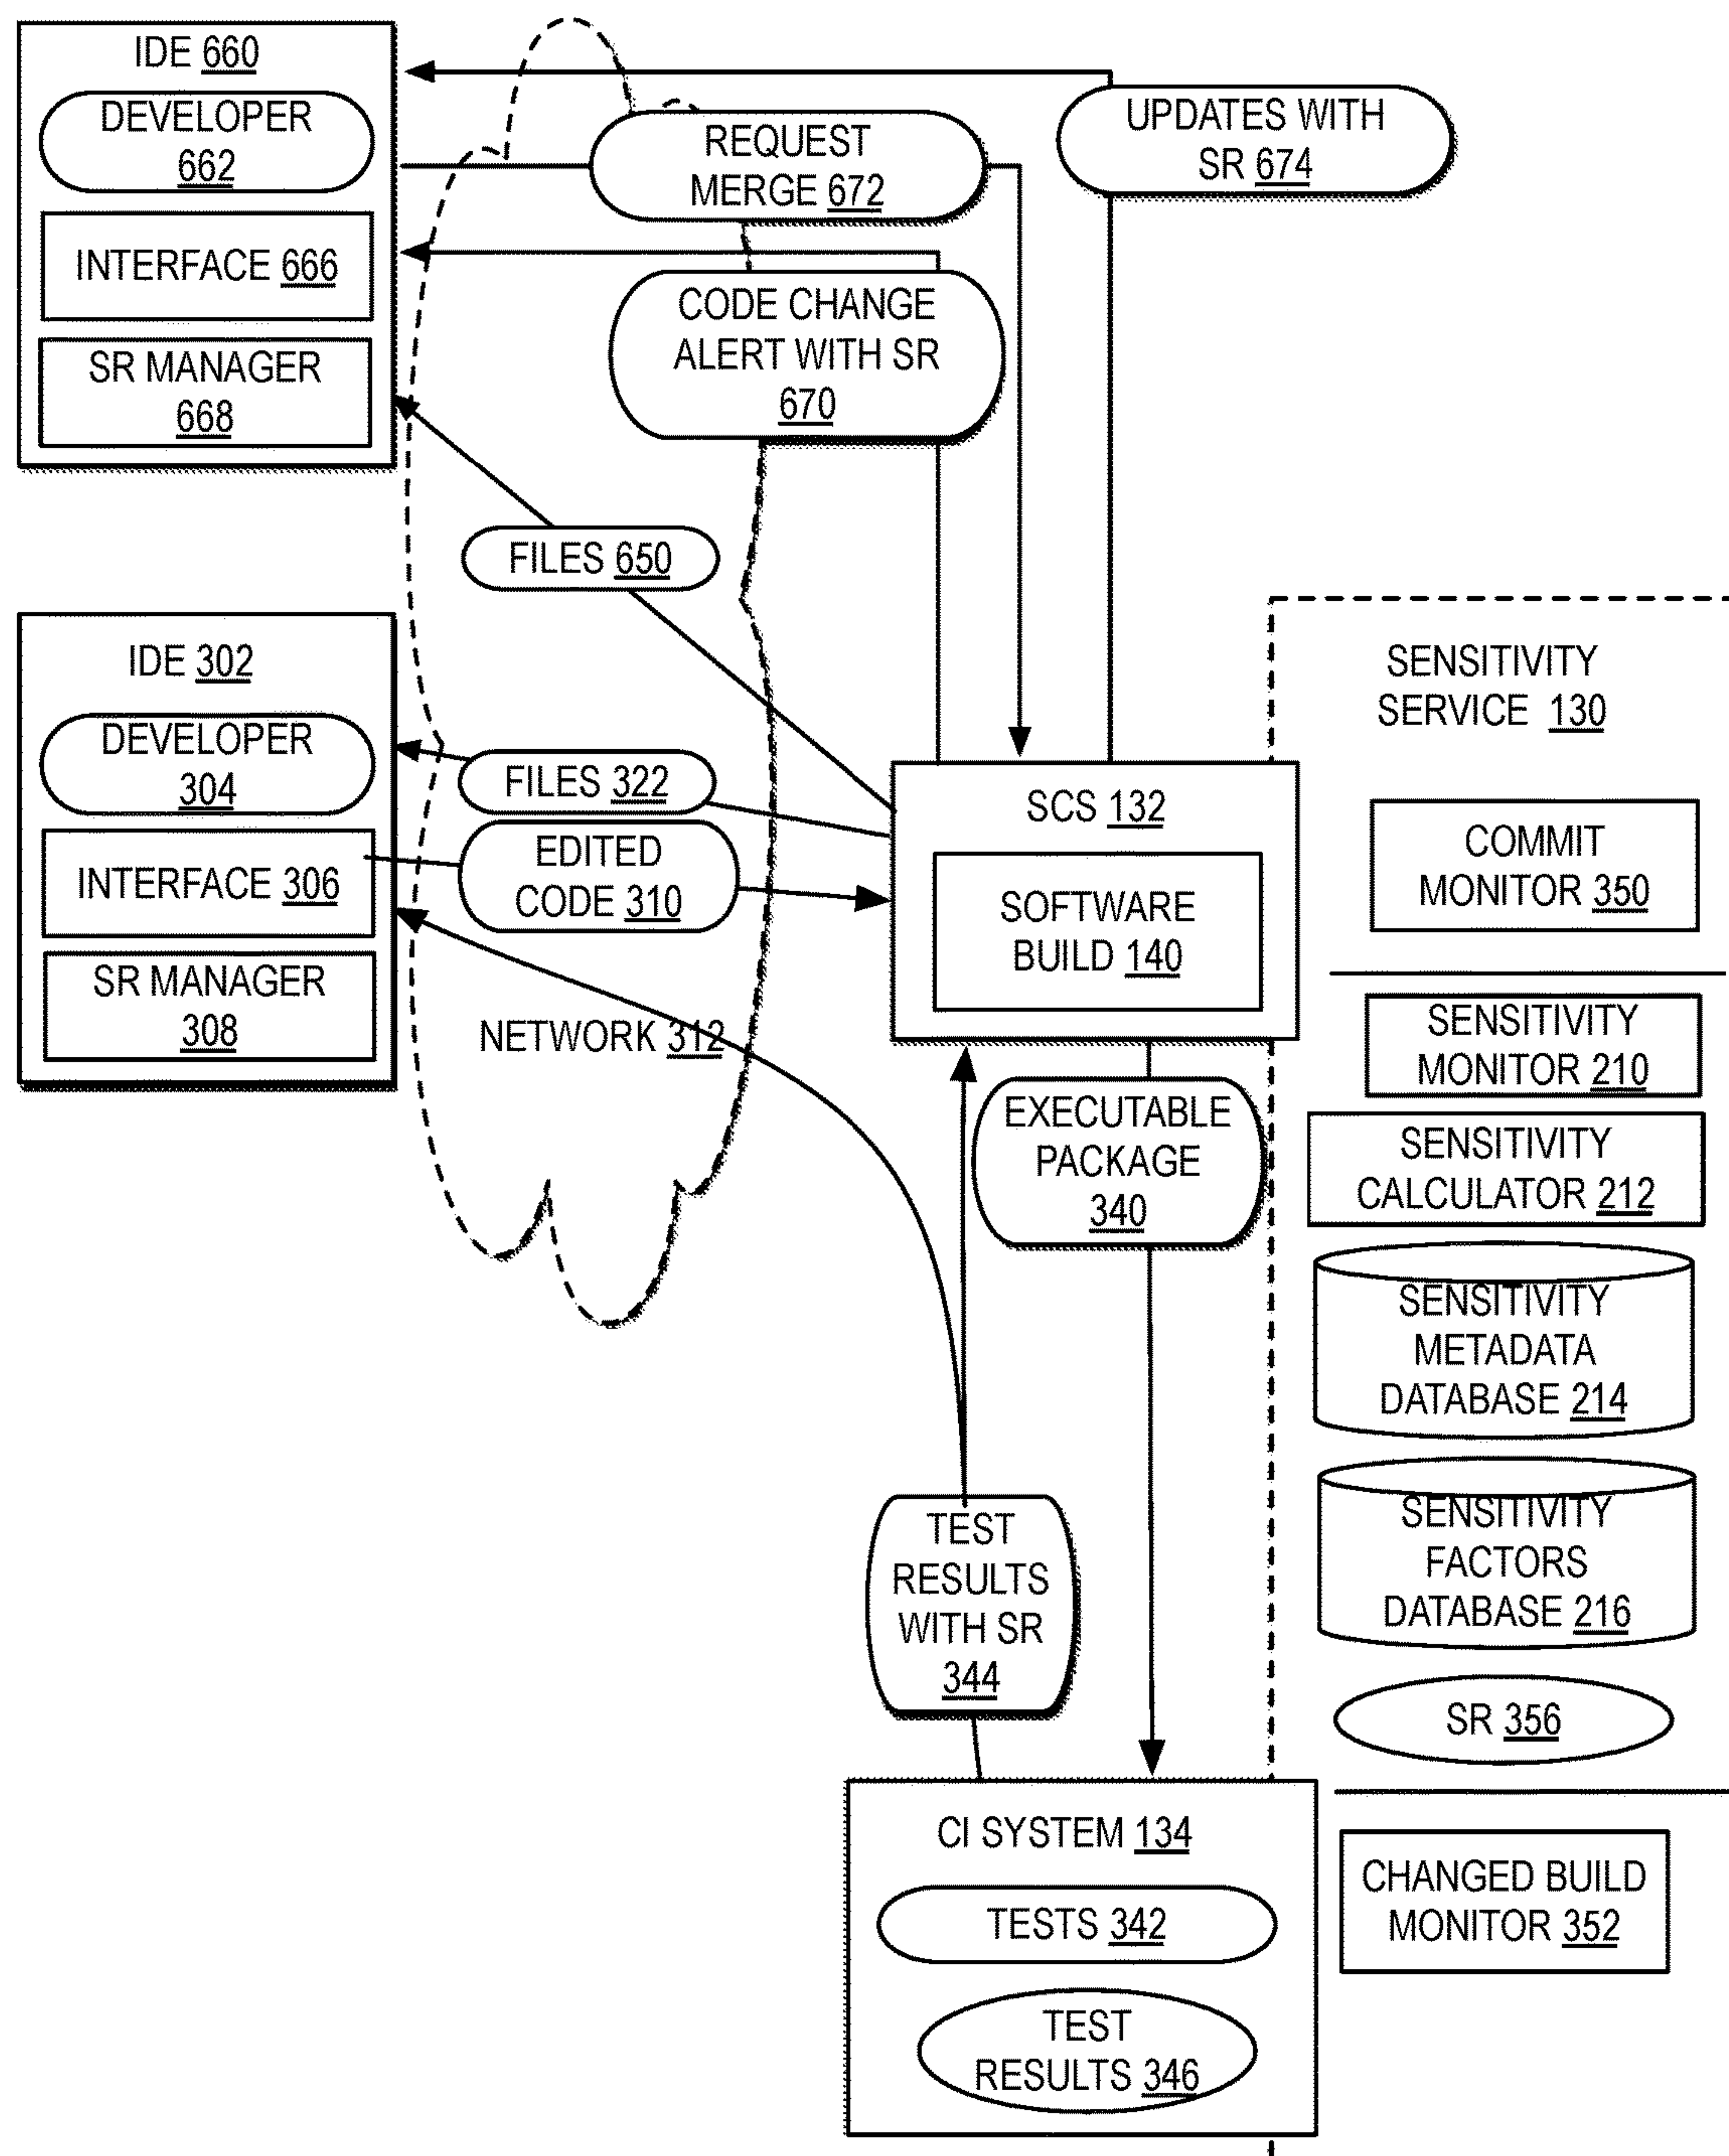 IDE 660
DEVELOPER
662
INTERFACE 666
SR MANAGER
668
REQUEST
MERGE 672
UPDATES WITH
SR 674
CODE CHANGE
ALERT WITH SR
670
FILES 650
IDE 302
DEVELOPER
304
INTERFACE 306
SR MANAGER
308
FILES 322
EDITED
CODE 310
NETWORK 312
SCS 132
SOFTWARE
BUILD 140
EXECUTABLE
PACKAGE
340
TEST
RESULTS
WITH SR
344
CI SYSTEM 134
TESTS 342
TEST
RESULTS 346
SENSITIVITY
SERVICE 130
COMMIT
MONITOR 350
SENSITIVITY
MONITOR 210
SENSITIVITY
CALCULATOR 212
SENSITIVITY
METADATA
DATABASE 214
SENSITIVITY
FACTORS
DATABASE 216
SR 356
CHANGED BUILD
MONITOR 352